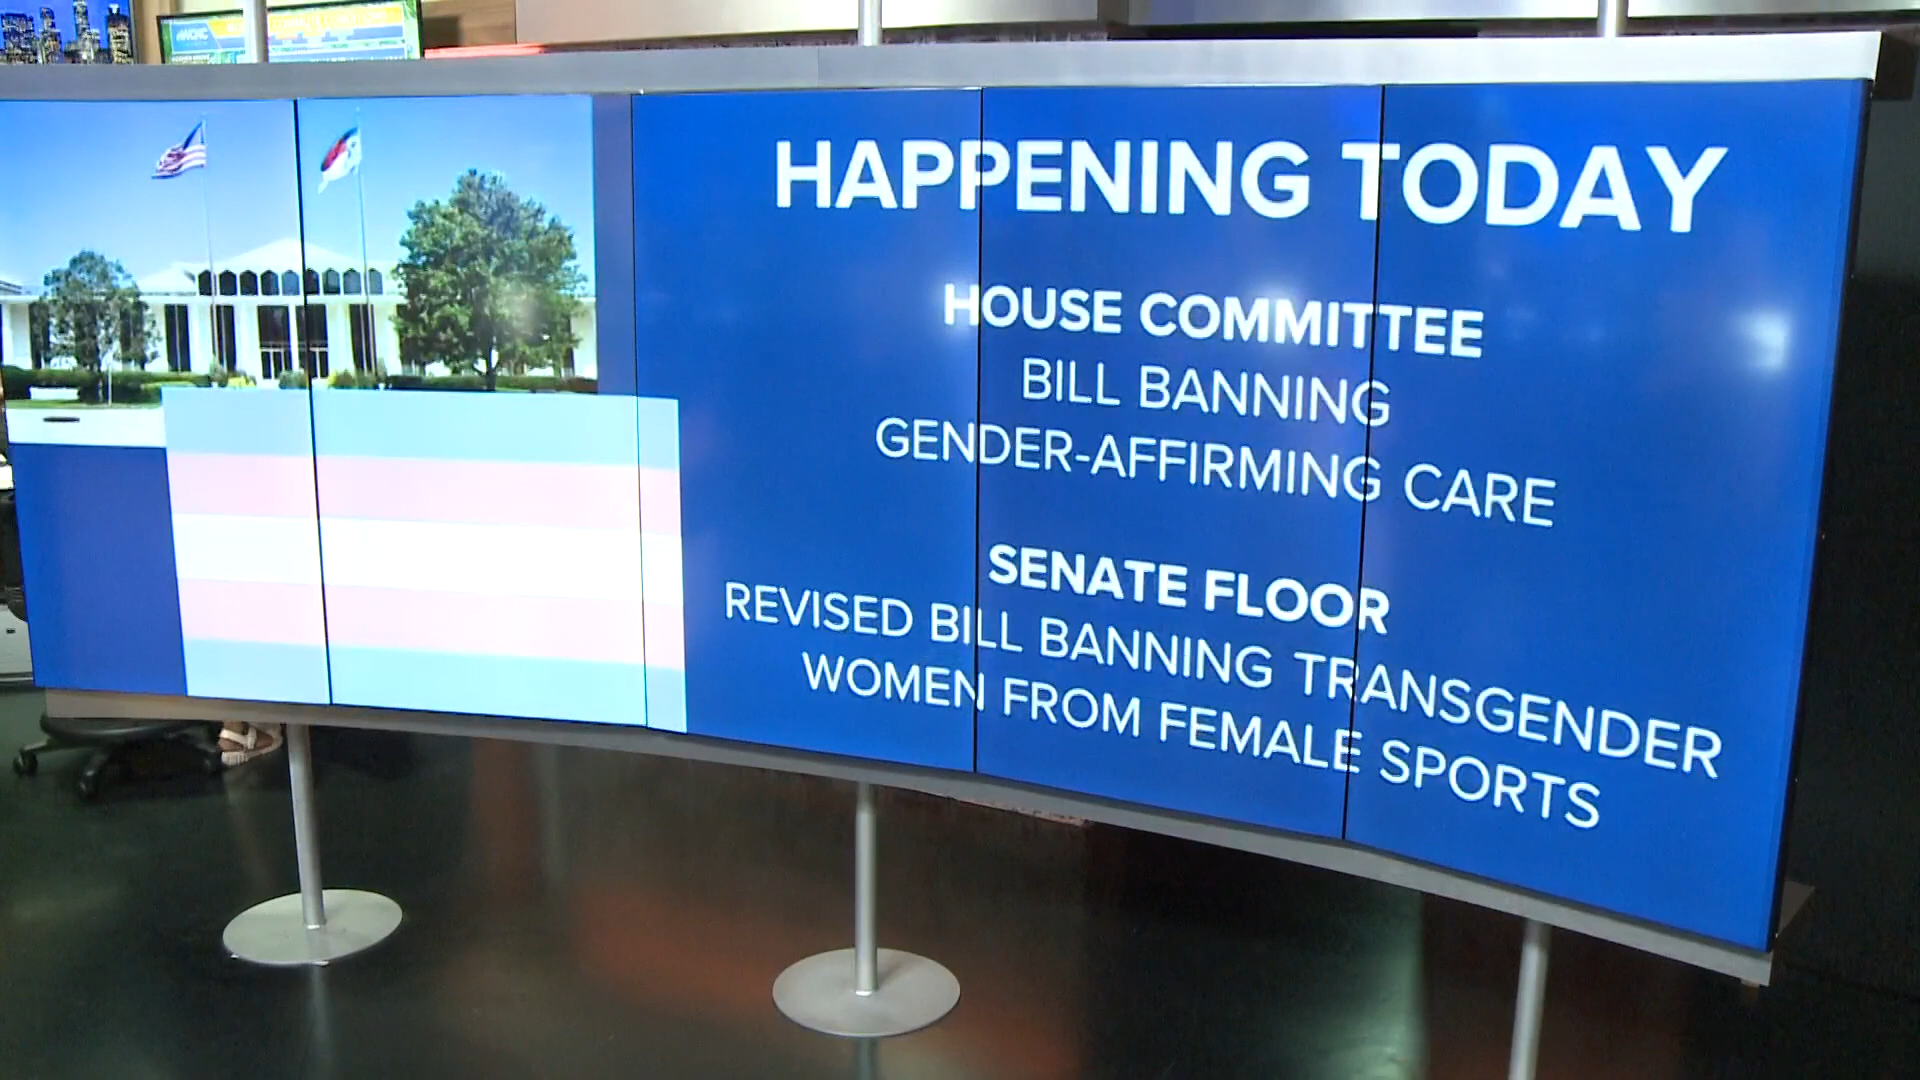 WCNC
HAPPENING TODAY
HOUSE COMMITTEE
BILL BANNING
GENDER-AFFIRMING CARE
SENATE FLOOR
REVISED BILL BANNING TRANSGENDER
WOMEN FROM FEMALE SPORTS